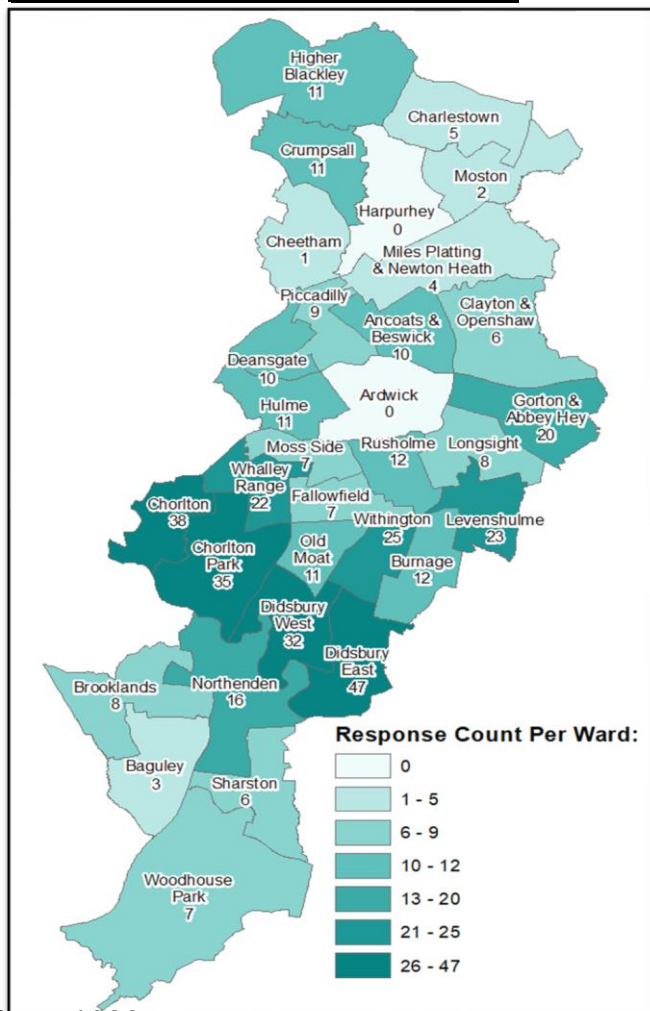 Higher
Blackley
11
Charlestown
5
Crumpsall
11
Moston
2
Harpurhey
0
Cheetham
1
Miles Platting
& Newton Heath
4
Piccadilly
9
Clayton &
Openshaw
6
Ancoats &
Beswick
10
Deansgate
10
Ardwick
0
Gorton &
Abbey Hey
20
Hulme
11
Moss Side
7
Rusholme
12
Longsight
8
Whalley
Range
22
Chorlton
38
Fallowfield
7
Withington
25
Levenshulme
23
Chorlton
Park
35
Old
Moat
11
Burnage
12
Didsbury
West
32
Didsbury
East
47
Brooklands
8
Northenden
16
Baguley
3
Sharston
6
Woodhouse
Park
7
Response Count Per Ward:
0
1 - 5
6 - 9
10 - 12
13 - 20
21 - 25
26 - 47